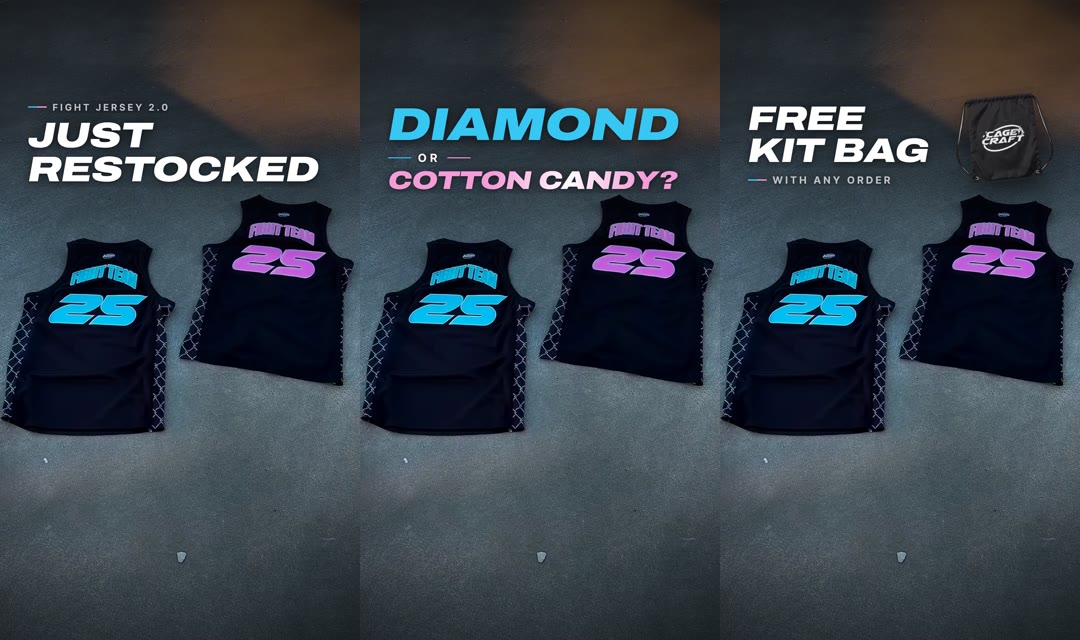 FIGHT JERSEY 2.0
JUST
RESTOCKED
FIGHT TEAM
25
FIGHT TEAM
25
DIAMOND
OR
COTTON CANDY?
FIGHT TEAM
25
FIGHT TEAM
25
FREE
KIT BAG
WITH ANY ORDER
CAGE
CRAFT
FIGHT TEAM
25
FIGHT TEAM
25